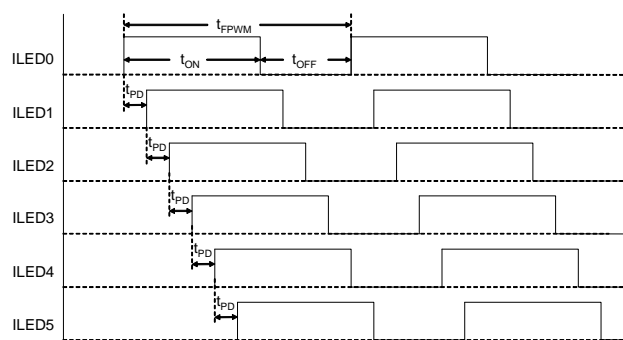 tFPWM
ILED0
tON
tOFF
tPD
ILED1
tPD
ILED2
tPD
ILED3
tPD
ILED4
tPD
ILED5